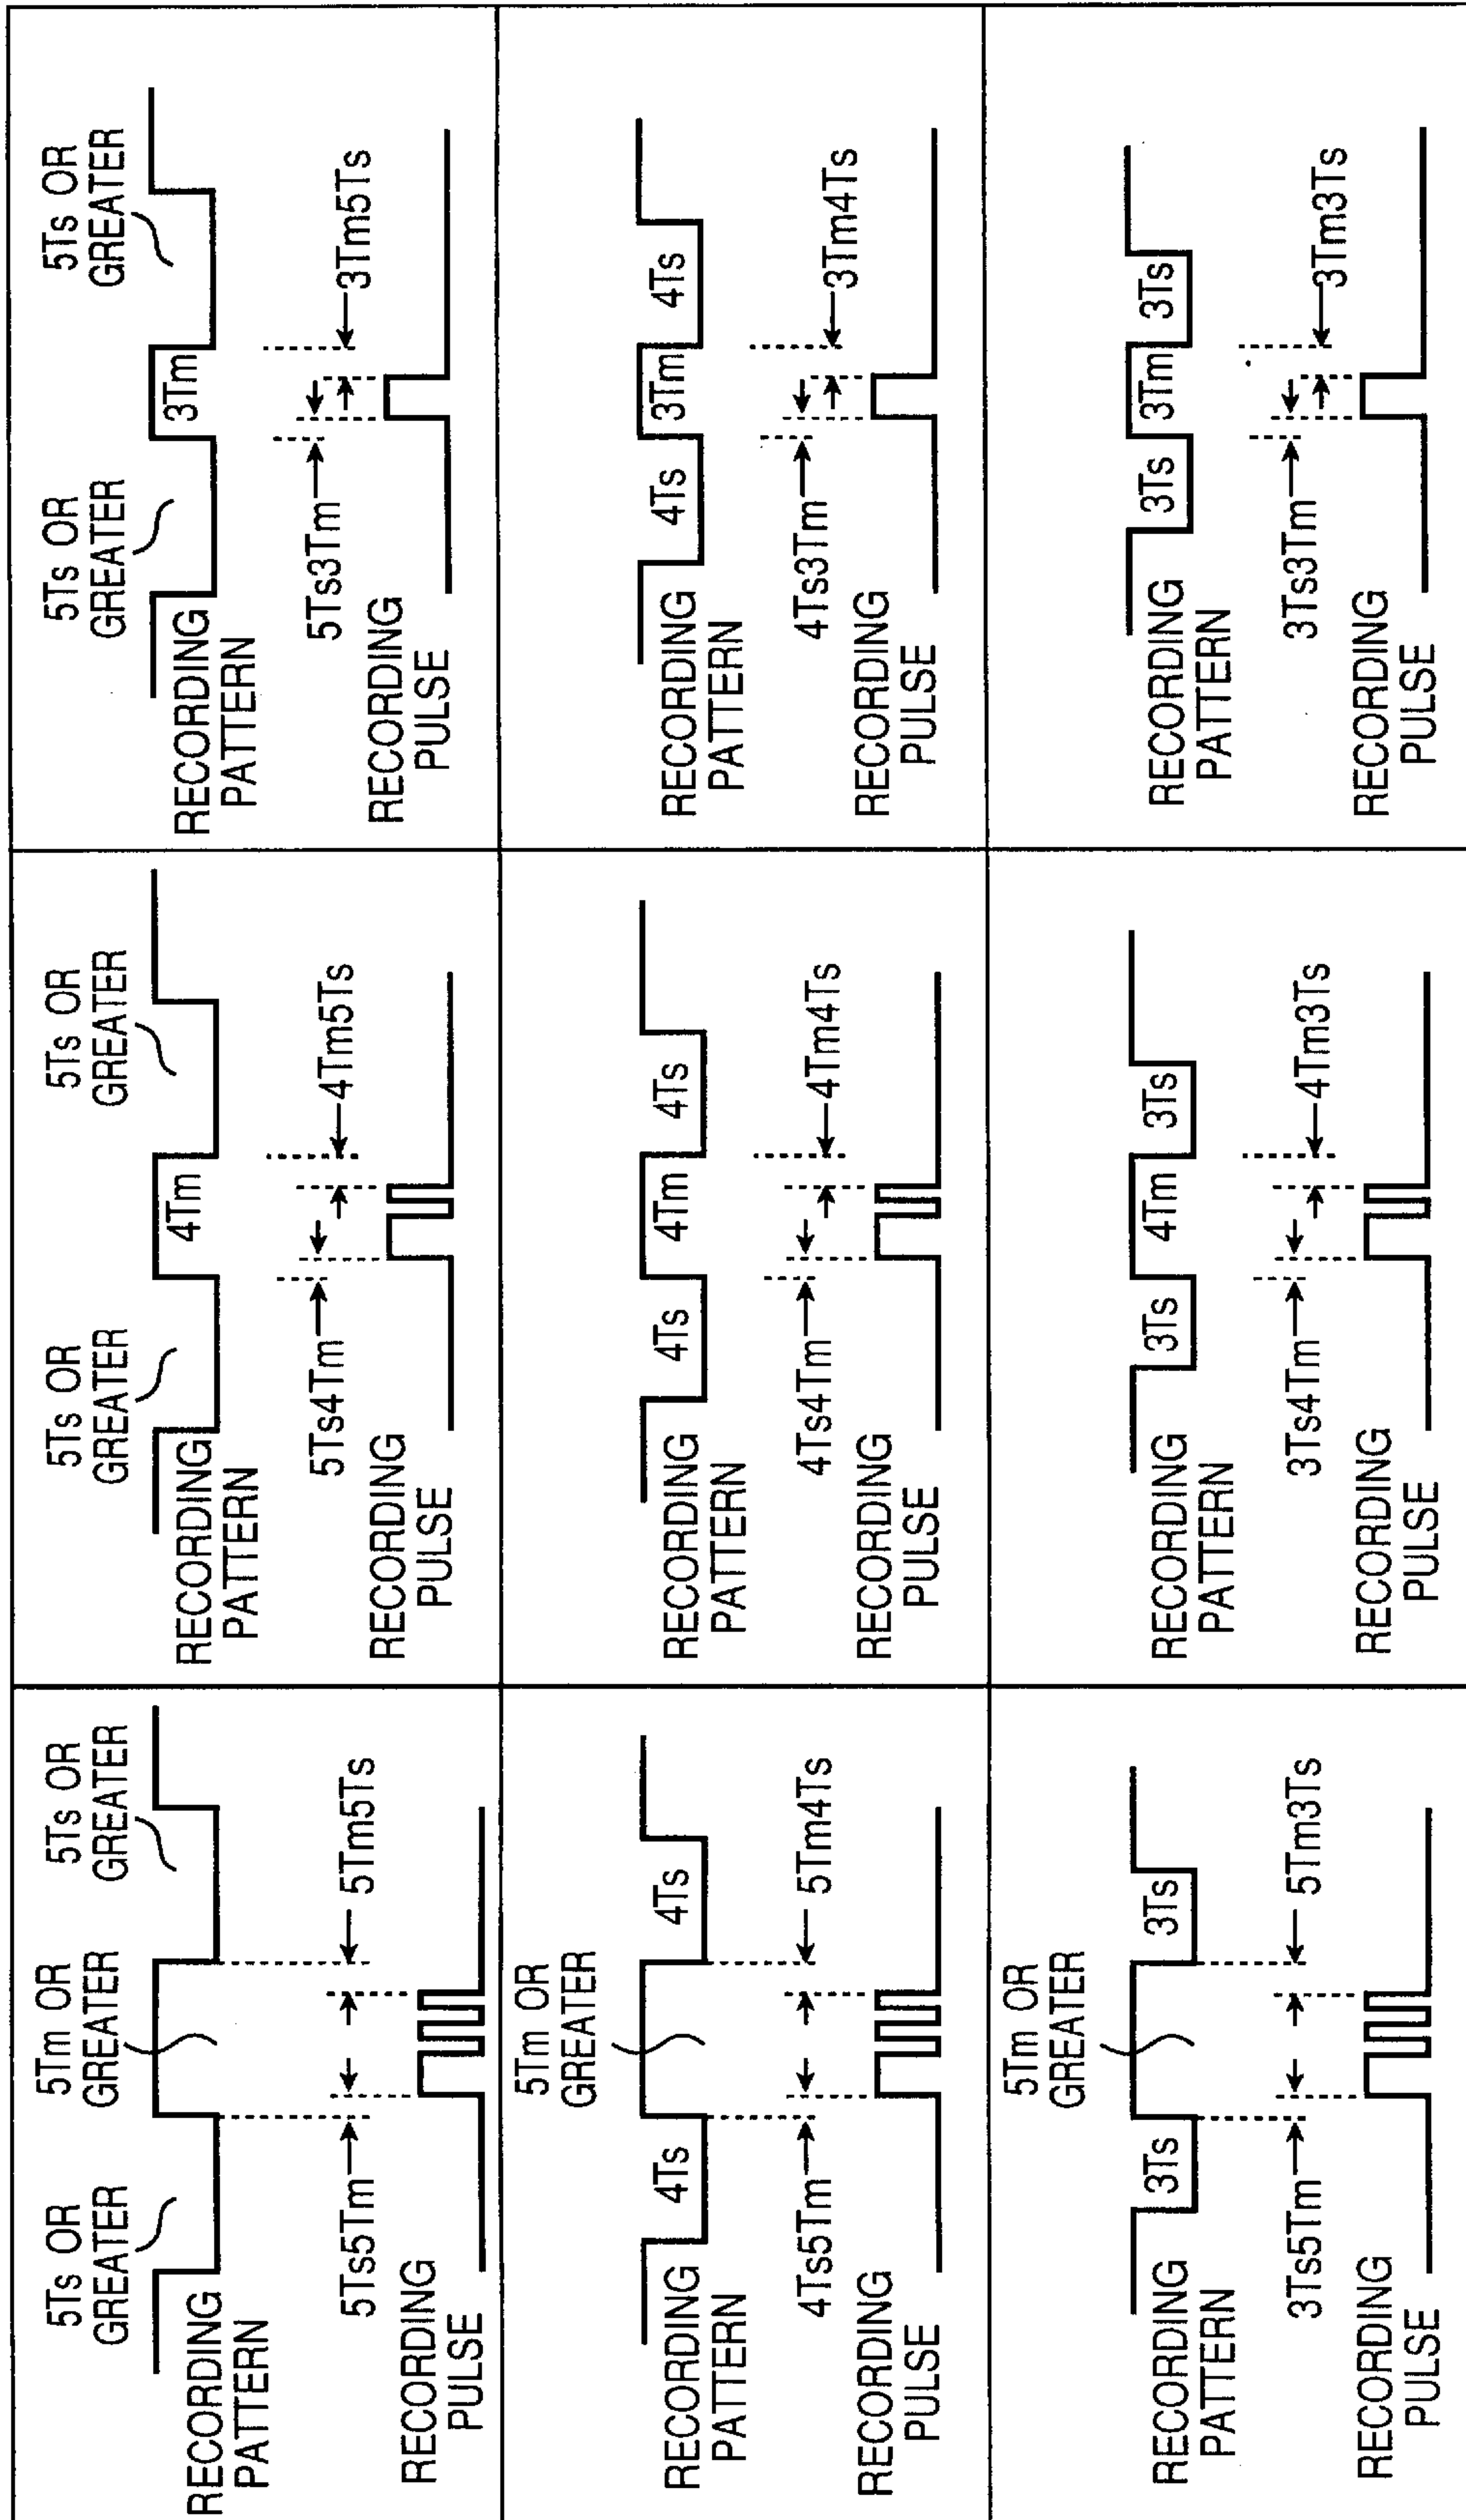 5Ts OR
GREATER
5Tm OR
GREATER
5Ts OR
GREATER
RECORDING
PATTERN
5Ts5Tm
5Tm5Ts
RECORDING
PULSE
5Ts OR
GREATER
4Tm
5Ts OR
GREATER
RECORDING
PATTERN
5Ts4Tm
4Tm5Ts
RECORDING
PULSE
5Ts OR
GREATER
3Tm
5Ts OR
GREATER
RECORDING
PATTERN
5Ts3Tm
3Tm5Ts
RECORDING
PULSE
5Tm OR
GREATER
4Ts
4Ts
RECORDING
PATTERN
4Ts5Tm
5Tm4Ts
RECORDING
PULSE
4Ts
4Tm
4Ts
RECORDING
PATTERN
4Ts4Tm
4Tm4Ts
RECORDING
PULSE
4Ts
3Tm
4Ts
RECORDING
PATTERN
4Ts3Tm
3Tm4Ts
RECORDING
PULSE
5Tm OR
GREATER
3Ts
3Ts
RECORDING
PATTERN
3Ts5Tm
5Tm3Ts
RECORDING
PULSE
3Ts
4Tm
3Ts
RECORDING
PATTERN
3Ts4Tm
4Tm3Ts
RECORDING
PULSE
3Ts
3Tm
3Ts
RECORDING
PATTERN
3Ts3Tm
3Tm3Ts
RECORDING
PULSE